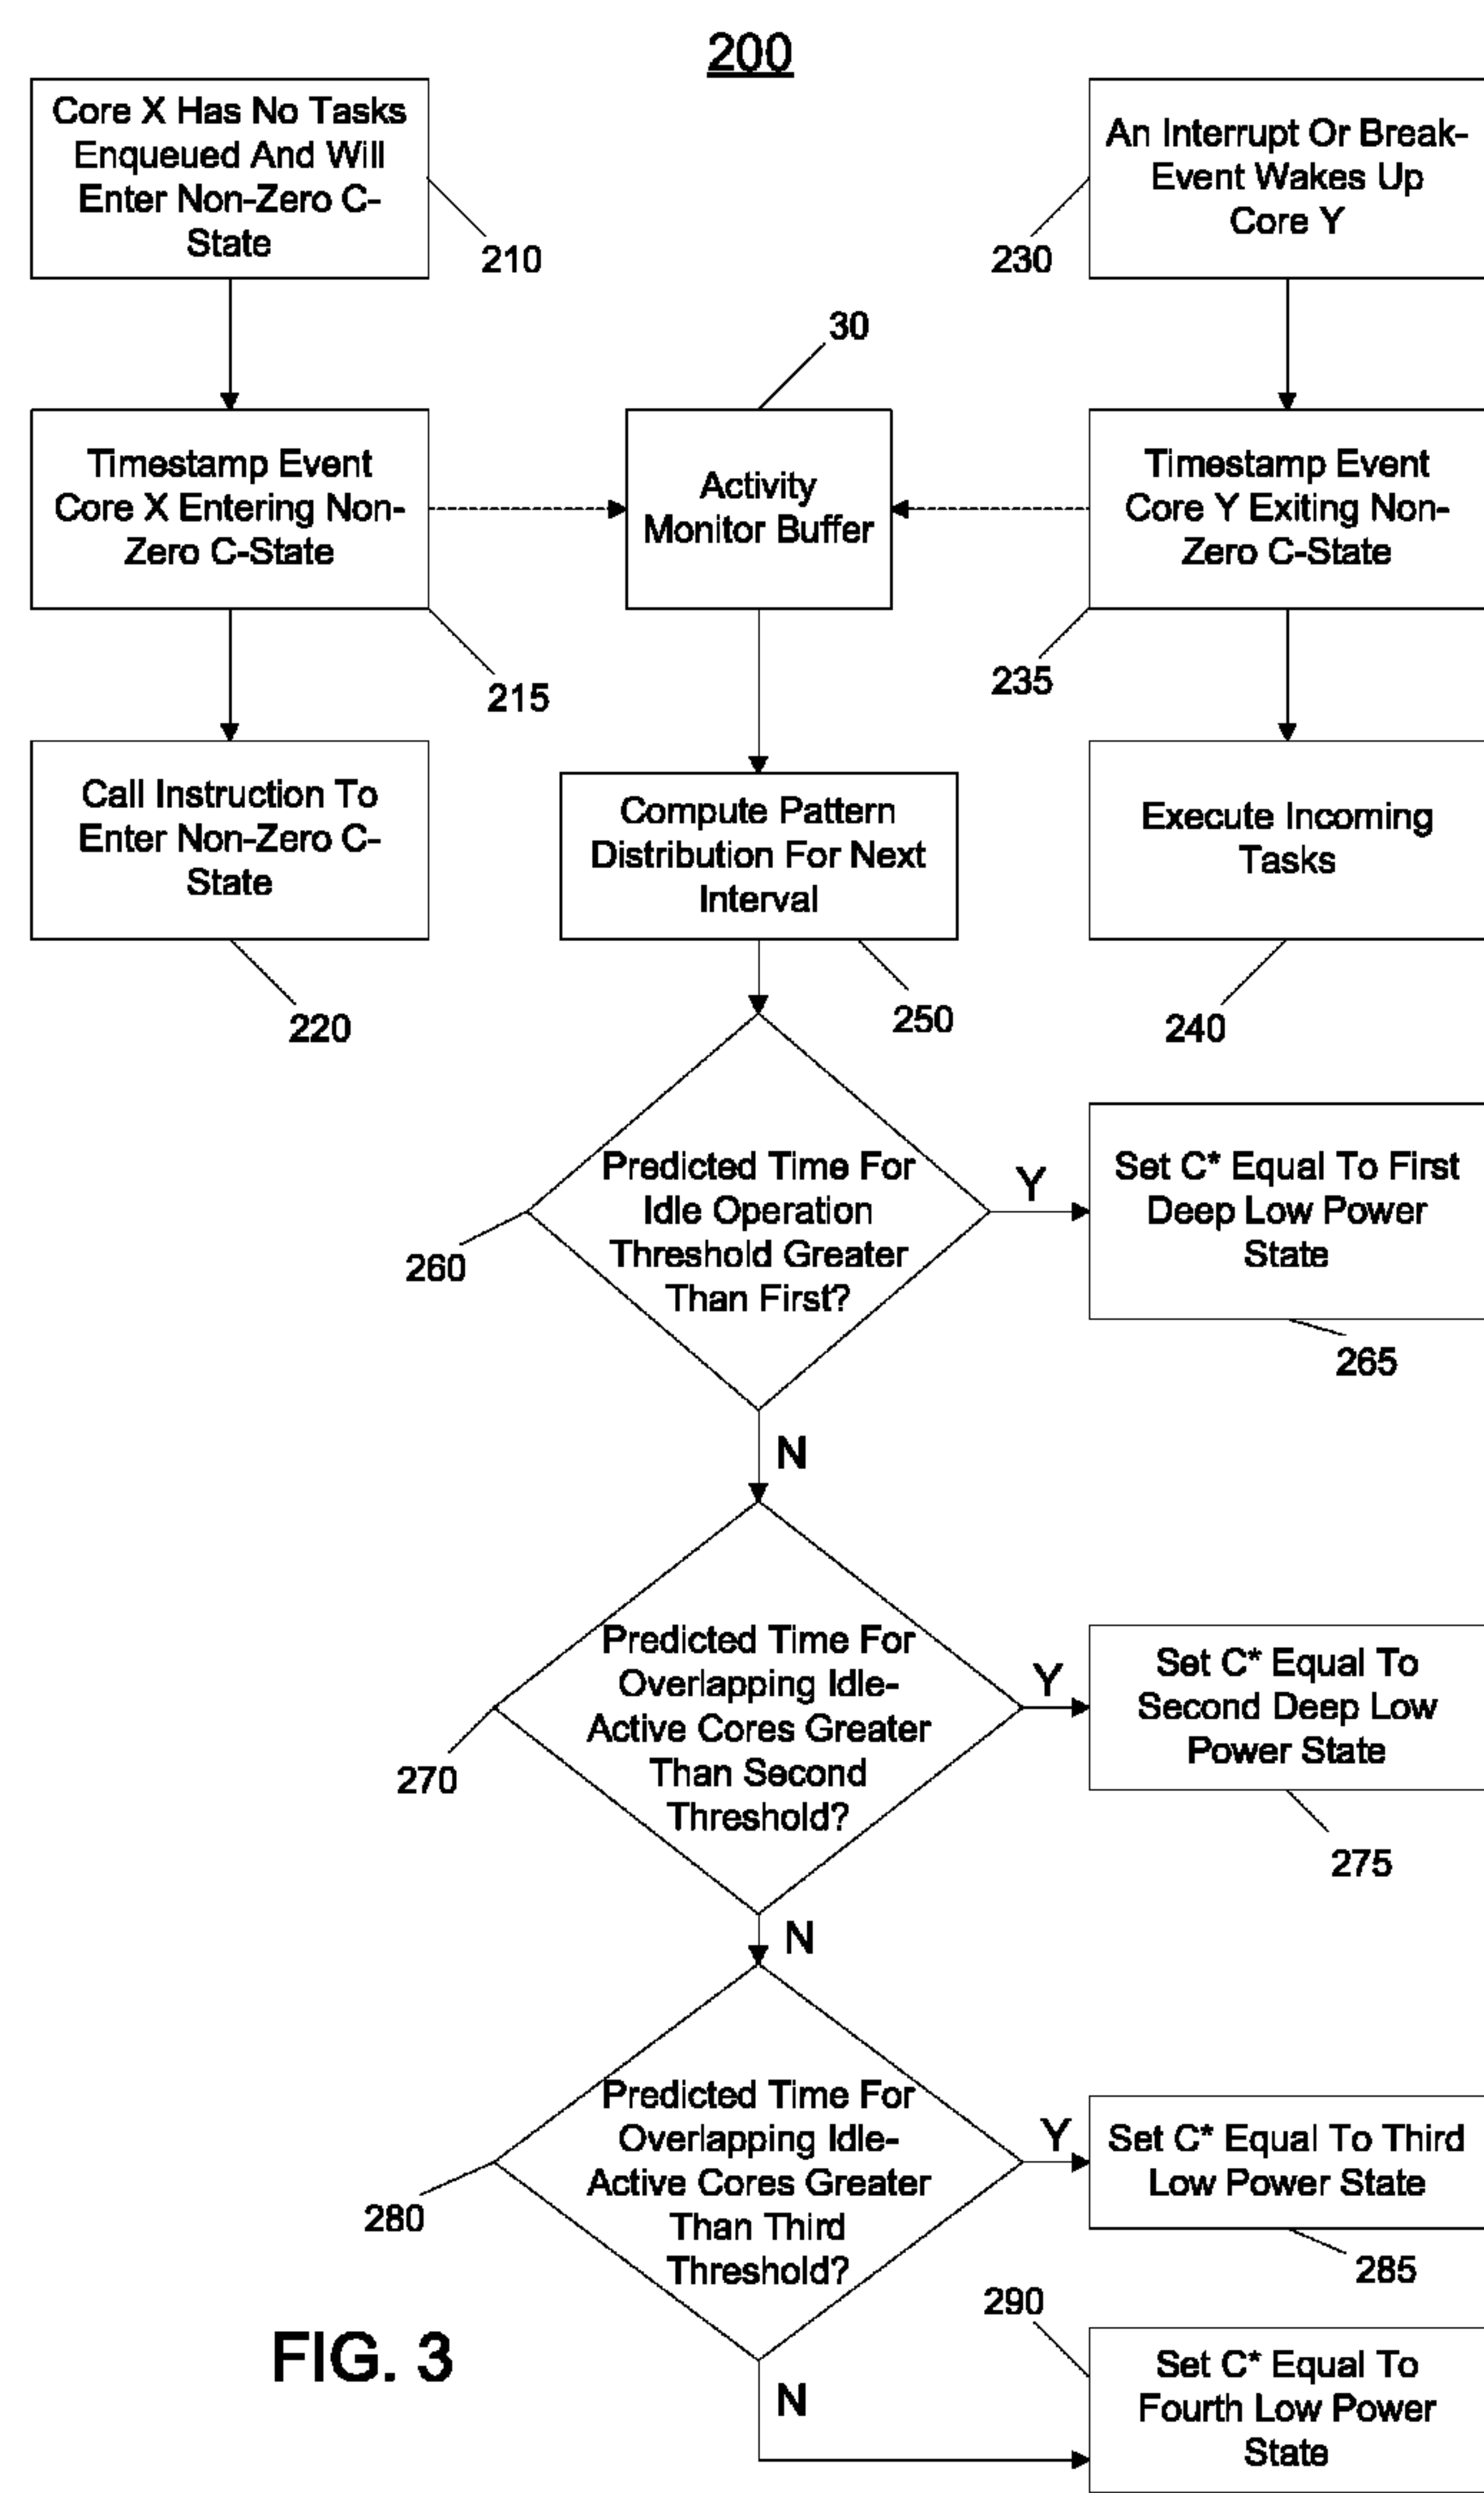 200
Core X Has No Tasks
Enqueued And Will
Enter Non-Zero C-
State
210
An Interrupt Or Break-
Event Wakes Up
Core Y
230
30
Timestamp Event
Core X Entering Non-
Zero C-State
215
Activity
Monitor Buffer
Timestamp Event
Core Y Exiting Non-
Zero C-State
235
Call Instruction To
Enter Non-Zero C-
State
220
Compute Pattern
Distribution For Next
Interval
250
Execute Incoming
Tasks
240
Predicted Time For
Idle Operation
Threshold Greater
Than First?
260
Y
Set C* Equal To First
Deep Low Power
State
265
N
Predicted Time For
Overlapping Idle-
Active Cores Greater
Than Second
Threshold?
270
Y
Set C* Equal To
Second Deep Low
Power State
275
N
Predicted Time For
Overlapping Idle-
Active Cores Greater
Than Third
Threshold?
280
Y
Set C* Equal To Third
Low Power State
285
290
N
Set C* Equal To
Fourth Low Power
State
FIG. 3